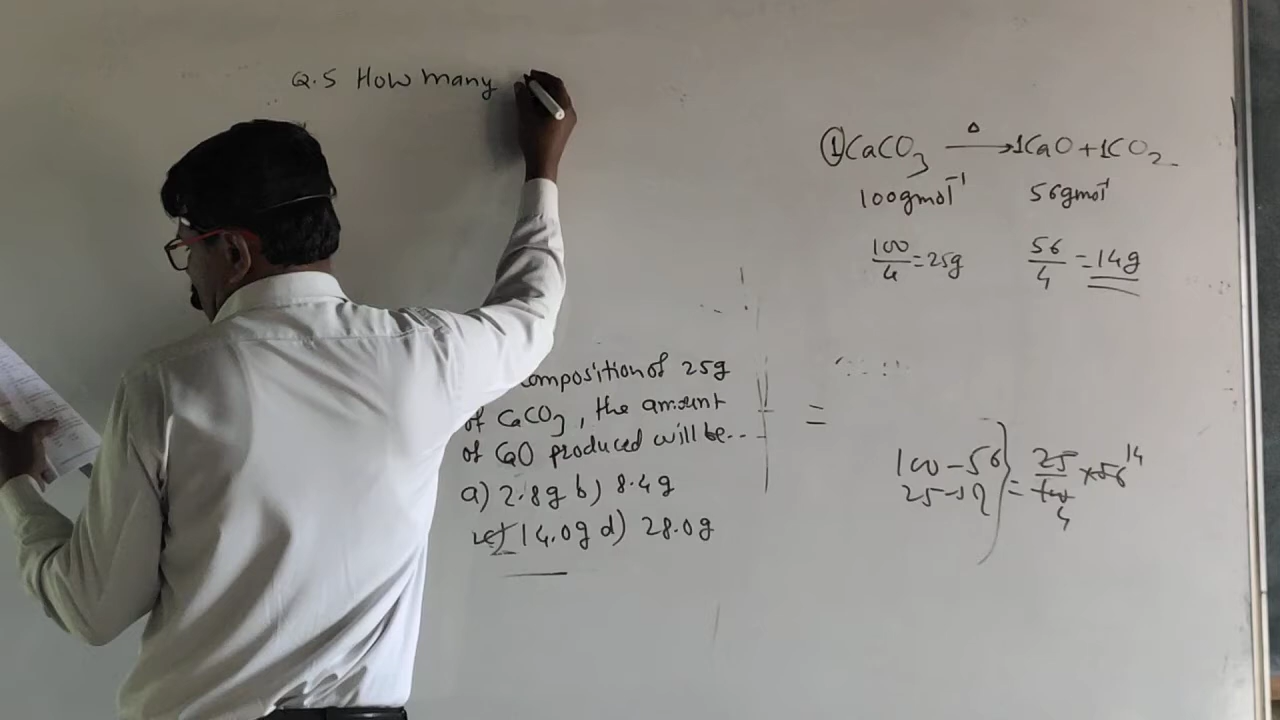 Q.5 How many
composition of 25g
of CaCO3, the amount
of CaO produced will be...
a) 2.8g b) 8.4g
c) 14.0g d) 28.0g
=
① CaCO3 —Δ→ 1CaO + 1CO2
100gmol⁻¹ 56gmol⁻¹
100/4 = 25g 56/4 = 14g
100 - 56
25 - ?
= 25/100 × 56 14
4